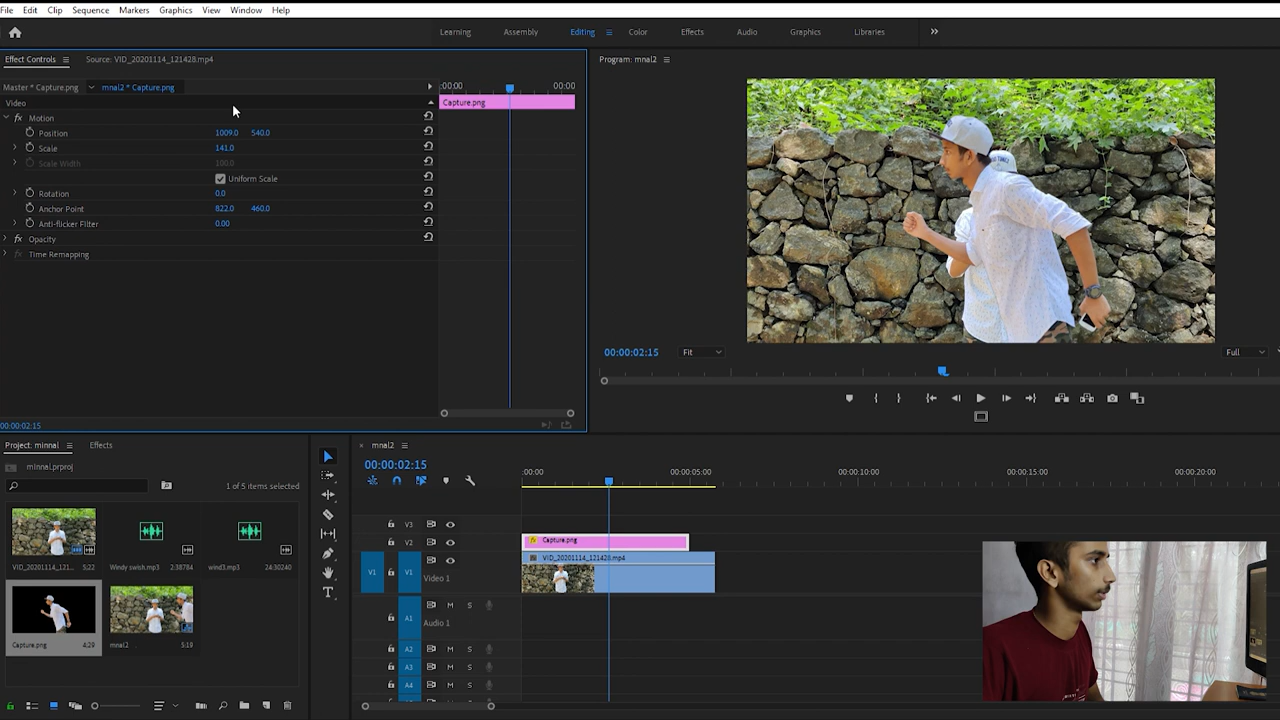 File Edit Clip Sequence Markers Graphics View Window Help
Learning Assembly Editing Color Effects Audio Graphics Libraries
Effect Controls Source: VID_20201114_121428.mp4
Program: mnal2
Master * Capture.png mnal2 * Capture.png
:00:00 00:00
Video
Capture.png
Motion
Position 1009.0 540.0
Scale 141.0
Scale Width 100.0
Uniform Scale
Rotation 0.0
Anchor Point 822.0 460.0
Anti-flicker Filter 0.00
Opacity
Time Remapping
00:00:02:15
00:00:02:15 Fit Full
Project: minnal Effects
minnal.prproj
1 of 5 items selected
VID_20201114_121... 5:22
Windy swish.mp3 2:38784
wind3.mp3 24:30240
Capture.png 4:29
mnal2 5:19
mnal2
00:00:02:15
:00:00 00:00:05:00 00:00:10:00 00:00:15:00 00:00:20:00
V3
V2
Capture.png
V1 V1
VID_20201114_121428.mp4
Video 1
A1 M S
Audio 1
A2 M S
A3 M S
A4 M S